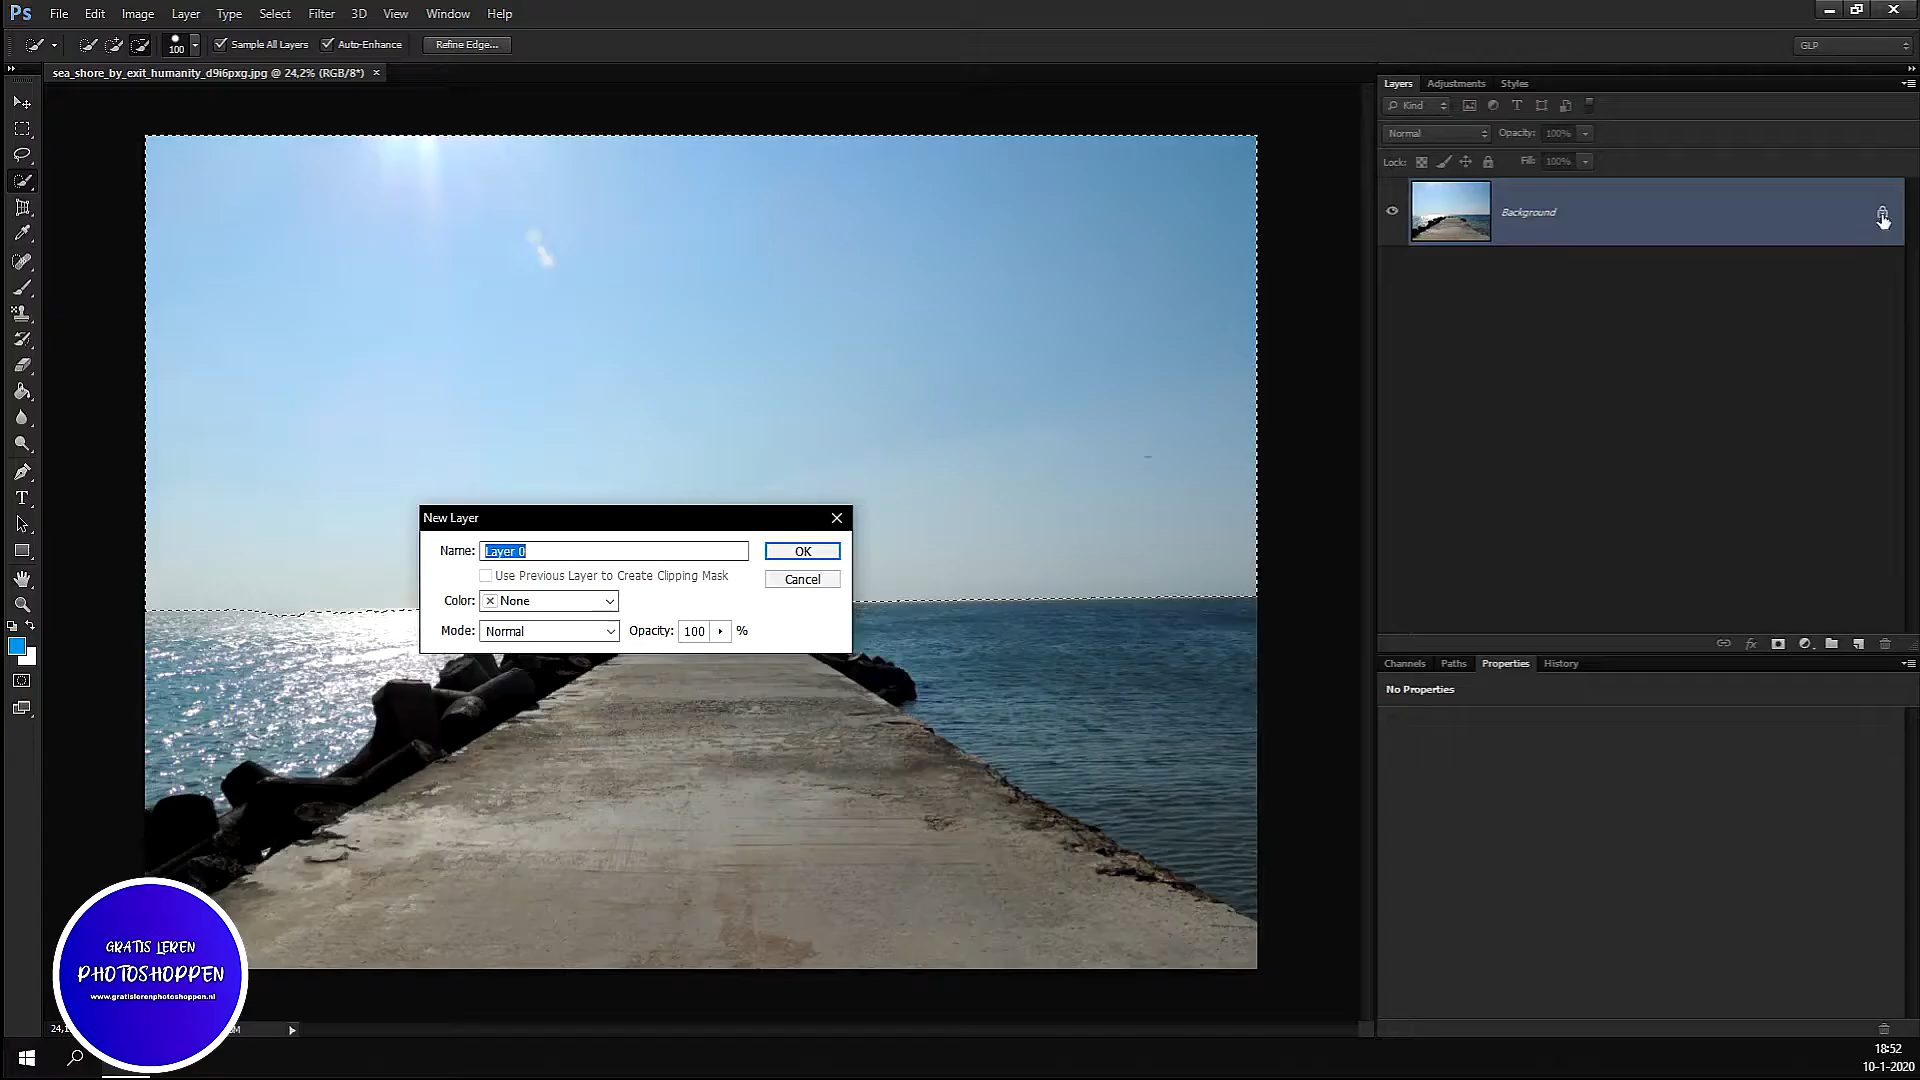 Ps File Edit Image Layer Type Select Filter 3D View Window Help
100 Sample All Layers Auto-Enhance Refine Edge... GLP
sea_shore_by_exit_humanity_d9i6pxg.jpg @ 24,2% (RGB/8*) ×
Layers Adjustments Styles
Kind
Normal Opacity: 100%
Lock: Fill: 100%
Background
New Layer
Name: Layer 0 OK
Use Previous Layer to Create Clipping Mask Cancel
Color: None
Mode: Normal Opacity: 100 %
Channels Paths Properties History
No Properties
GRATIS LEREN
PHOTOSHOPPEN
www.gratislerenphotoshoppen.nl
18:52
10-1-2020